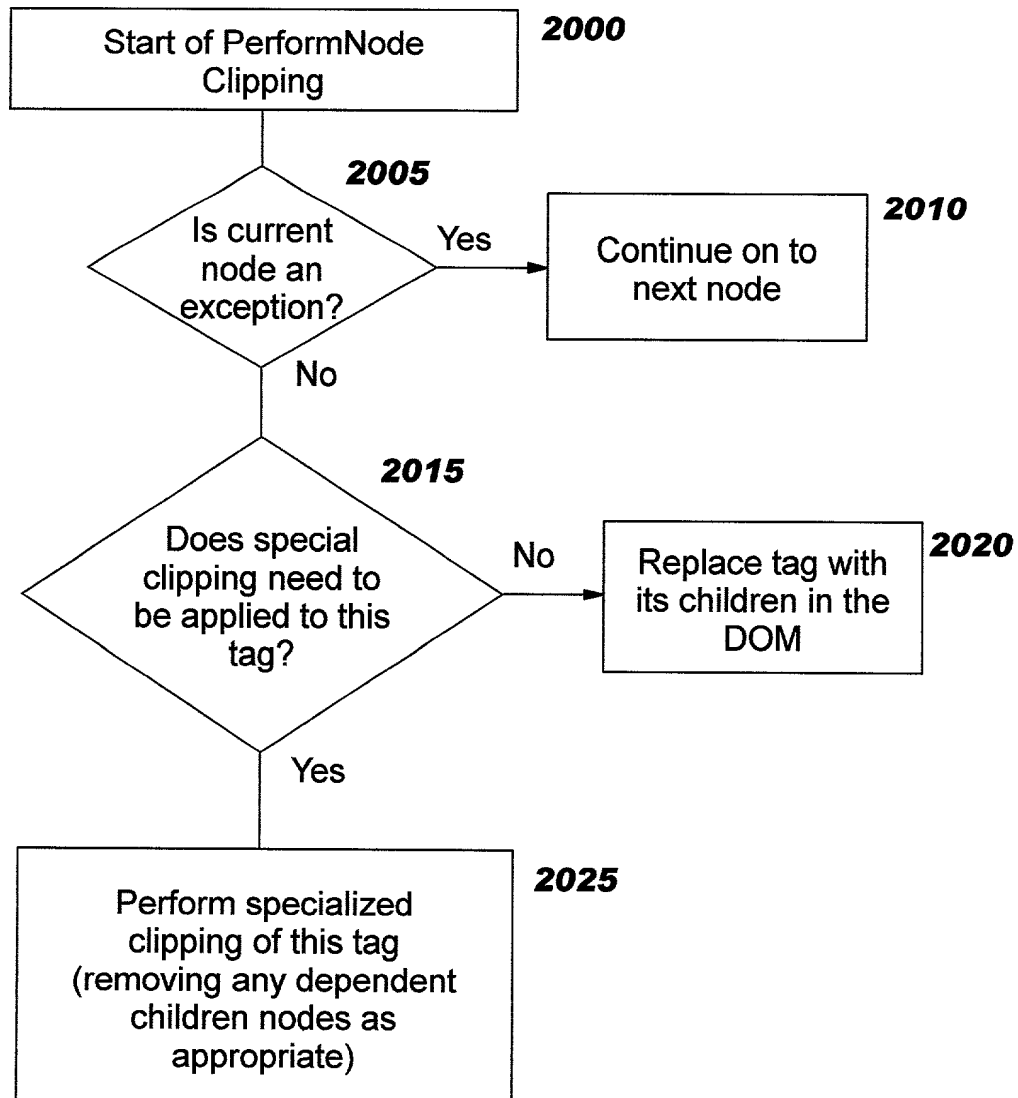 Start of PerformNode
Clipping
2000
2005
Is current
node an
exception?
Yes
2010
Continue on to
next node
No
2015
Does special
clipping need to
be applied to this
tag?
No
2020
Replace tag with
its children in the
DOM
Yes
2025
Perform specialized
clipping of this tag
(removing any dependent
children nodes as
appropriate)